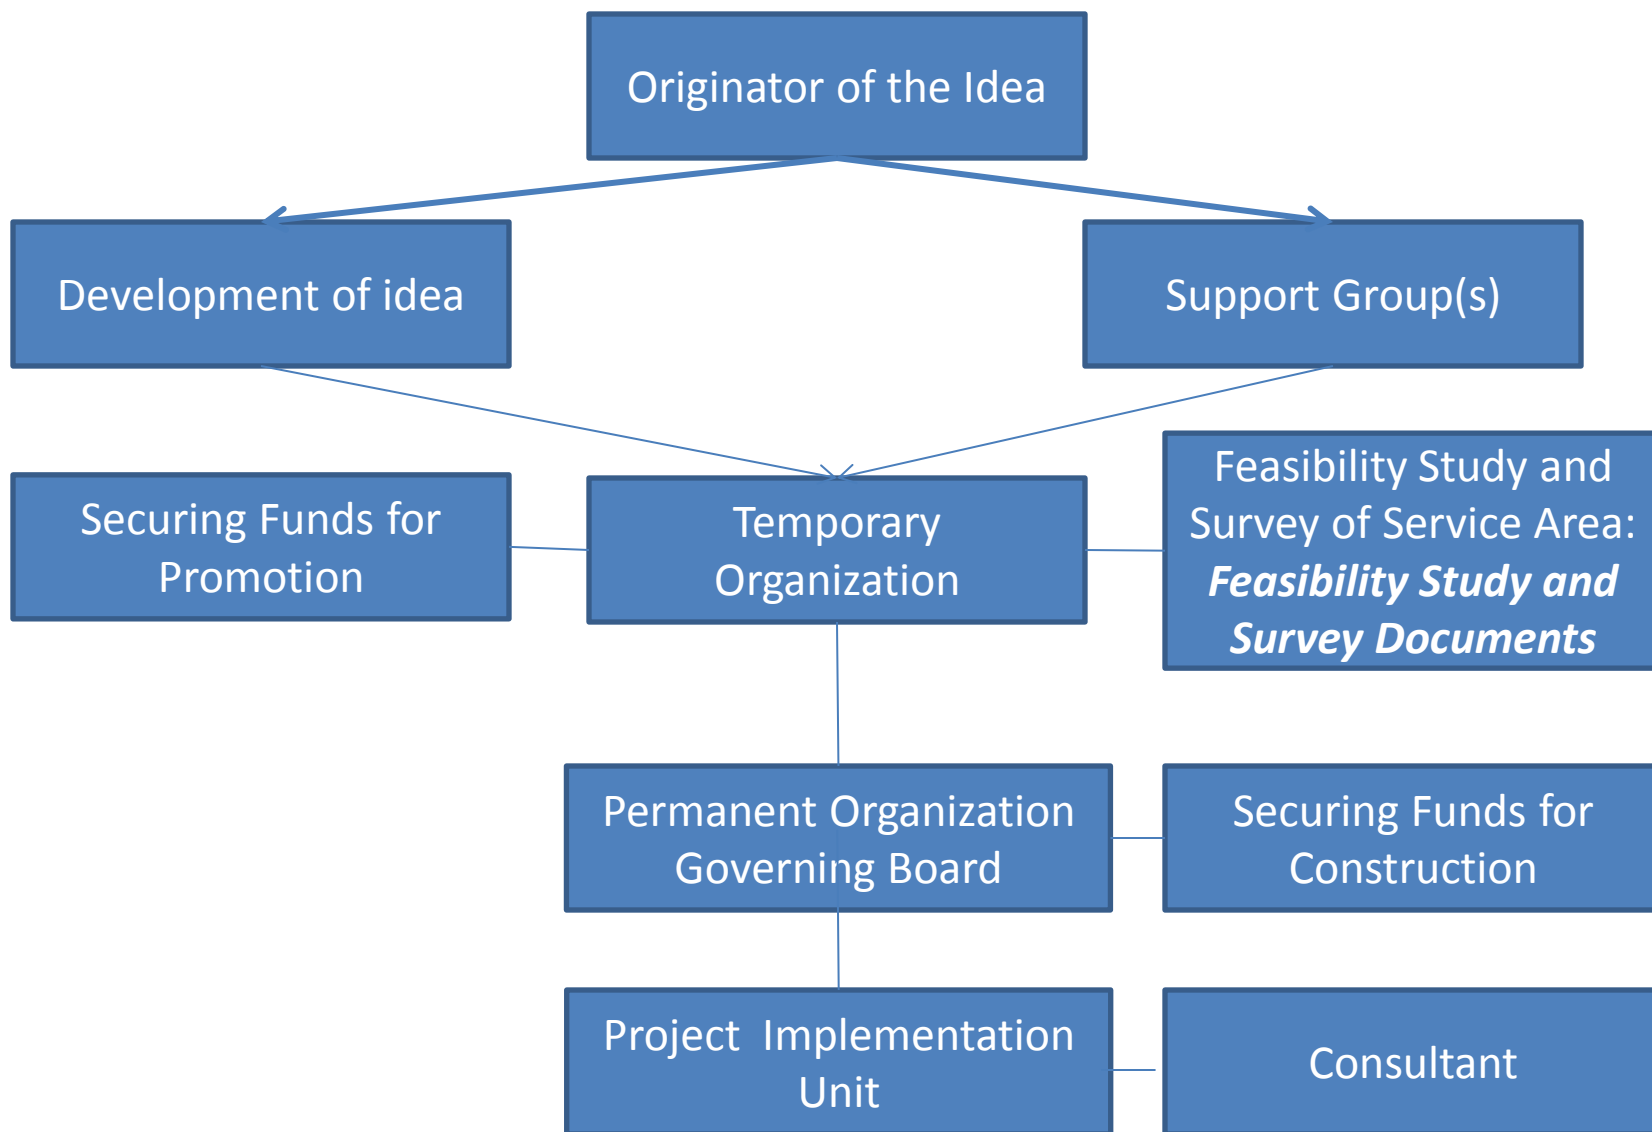 Originator of the Idea
Development of idea
Support Group(s)
Securing Funds for
Promotion
Temporary
Organization
Feasibility Study and
Survey of Service Area:
Feasibility Study and
Survey Documents
Permanent Organization
Governing Board
Securing Funds for
Construction
Project  Implementation
Unit
Consultant